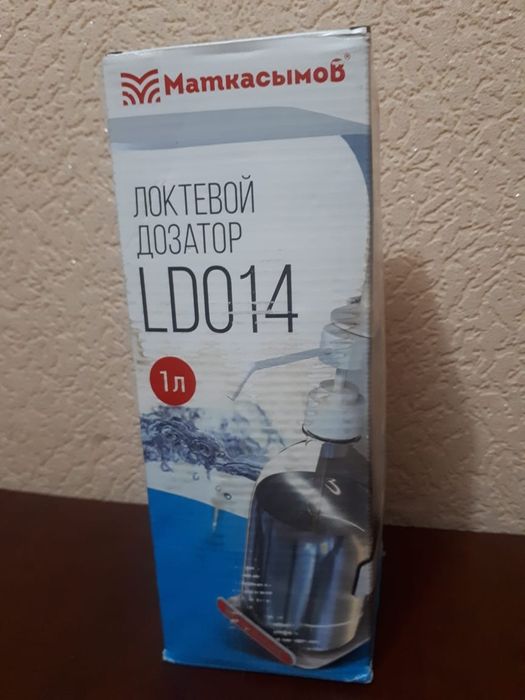 Маткасымов®
ЛОКТЕВОЙ
ДОЗАТОР
LD014
1л